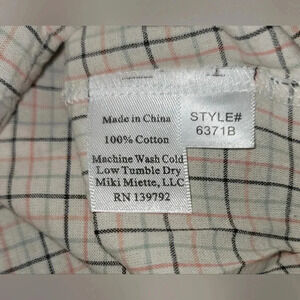 Made in China
100% Cotton
Machine Wash Cold
Low Tumble Dry
Miki Miette, LLC
RN 139792
STYLE#
6371B